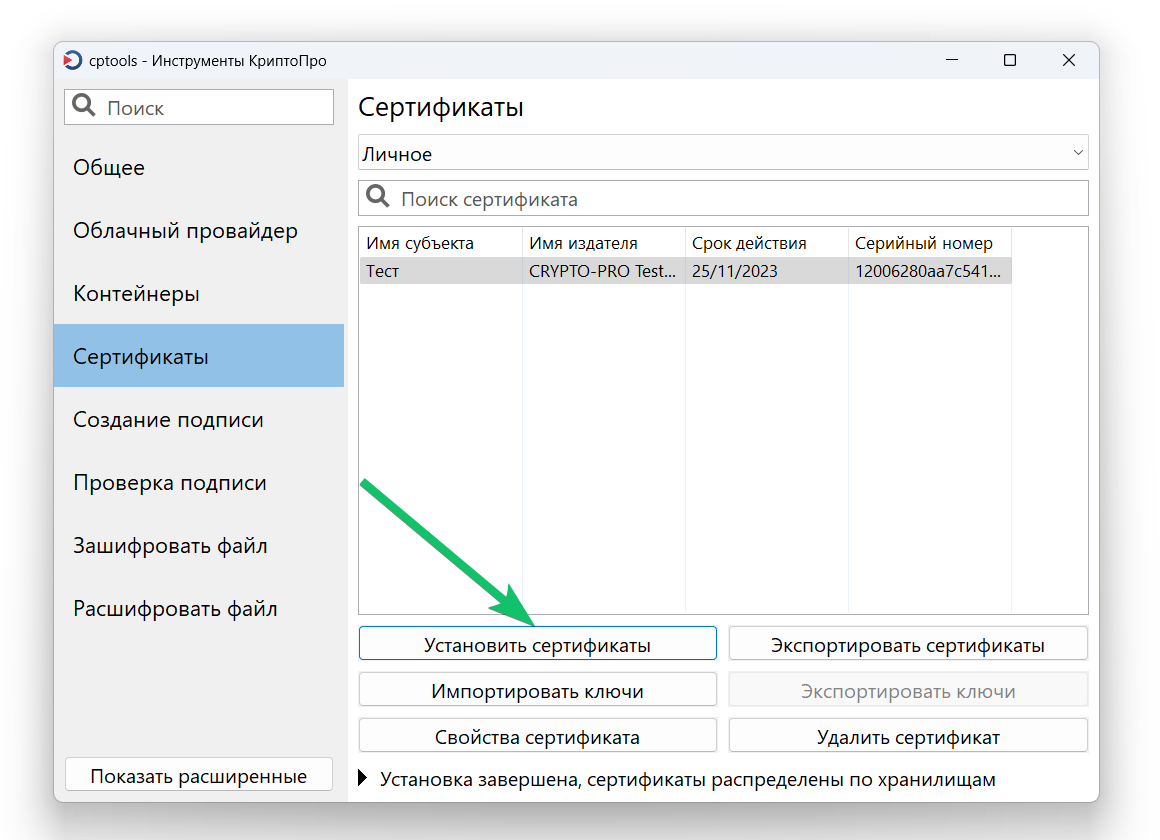 cptools - Инструменты КриптоПро
Поиск
Общее
Облачный провайдер
Контейнеры
Сертификаты
Создание подписи
Проверка подписи
Зашифровать файл
Расшифровать файл
Показать расширенные
Сертификаты
Личное
Поиск сертификата
Имя субъекта Имя издателя Срок действия Серийный номер
Тест CRYPTO-PRO Test... 25/11/2023 12006280aa7c541...
Установить сертификаты Экспортировать сертификаты
Импортировать ключи Экспортировать ключи
Свойства сертификата Удалить сертификат
Установка завершена, сертификаты распределены по хранилищам